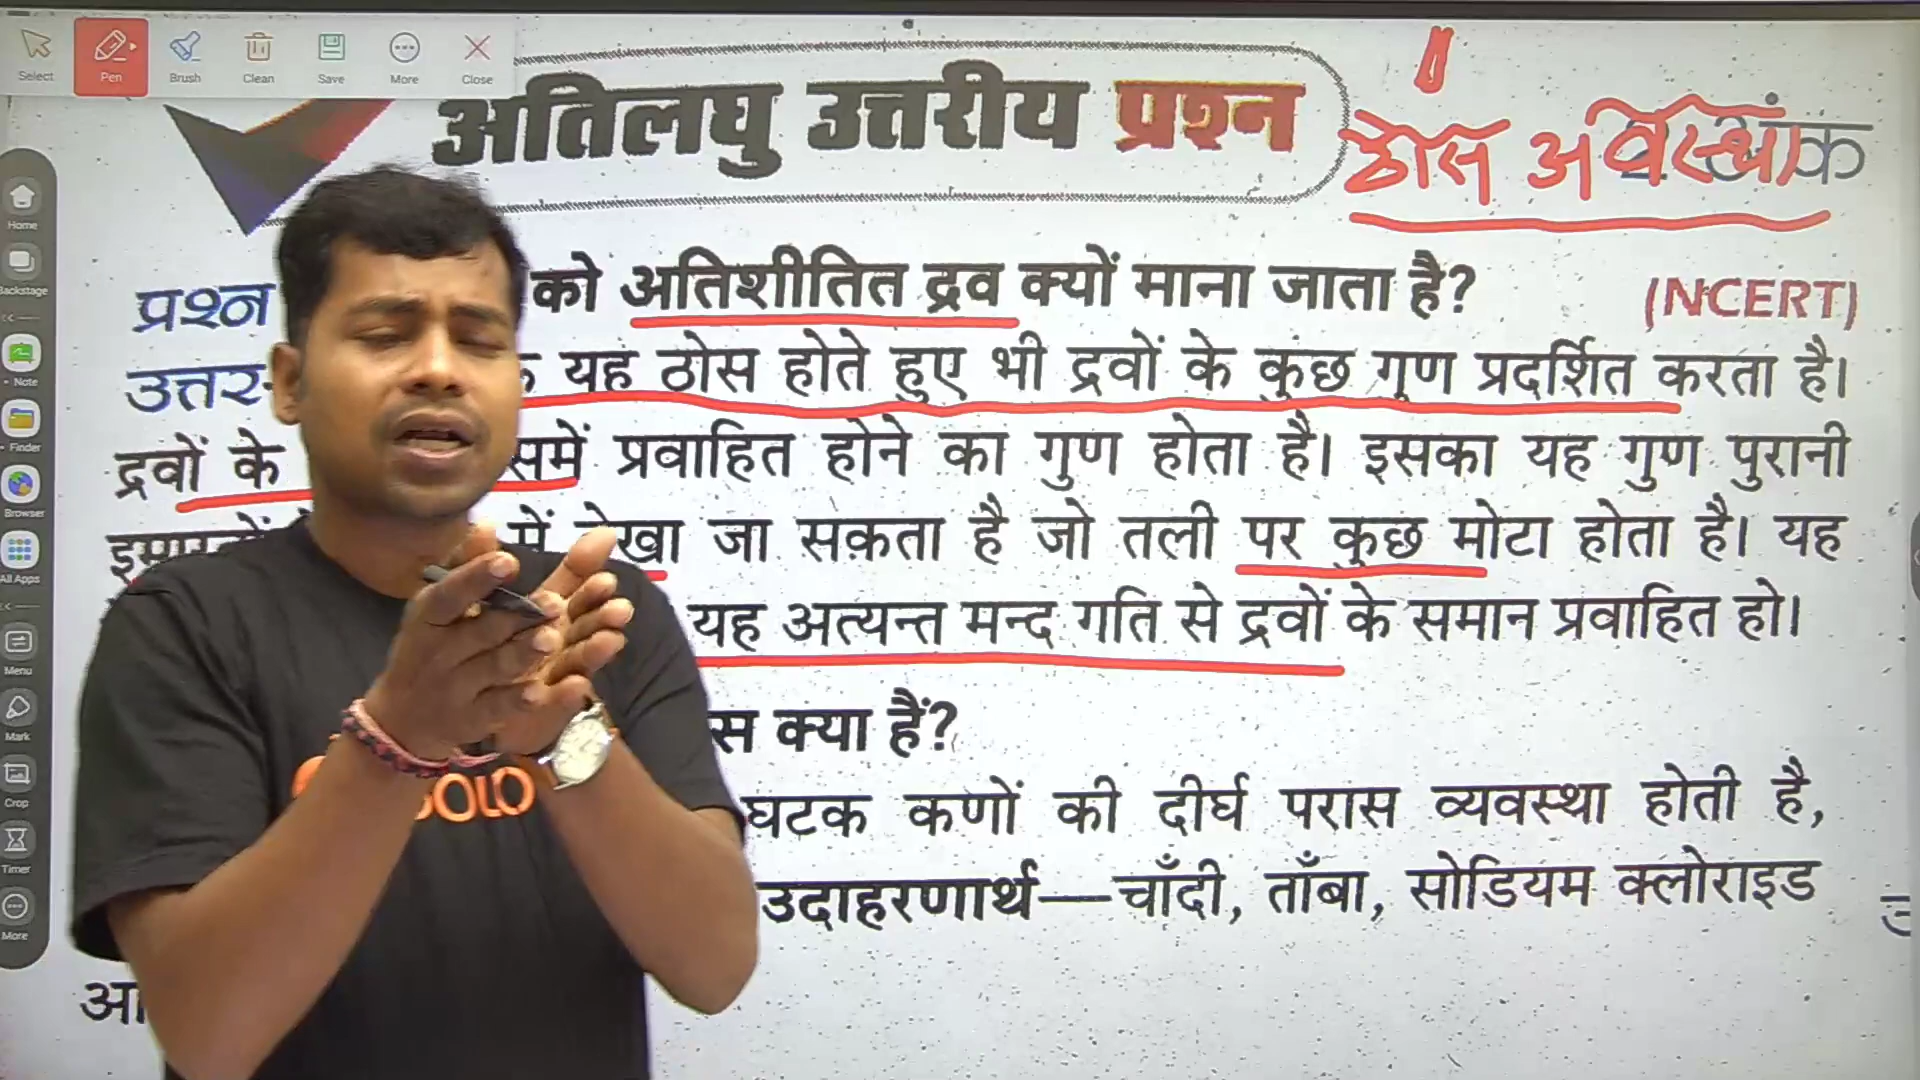 Select Pen Brush Clean Save More Close
अतिलघु उत्तरीय प्रश्न
ठोस अवस्था
प्रश्न को अतिशीतित द्रव क्यों माना जाता है? (NCERT)
उत्तर- यह ठोस होते हुए भी द्रवों के कुछ गुण प्रदर्शित करता है।
द्रवों के समें प्रवाहित होने का गुण होता है। इसका यह गुण पुरानी
में देखा जा सकता है जो तली पर कुछ मोटा होता है। यह
यह अत्यन्त मन्द गति से द्रवों के समान प्रवाहित हो।
स क्या हैं?
घटक कणों की दीर्घ परास व्यवस्था होती है,
उदाहरणार्थ—चाँदी, ताँबा, सोडियम क्लोराइड
OLO
Home
Backstage
Note
Finder
Browser
All Apps
Menu
Mark
Crop
Timer
More